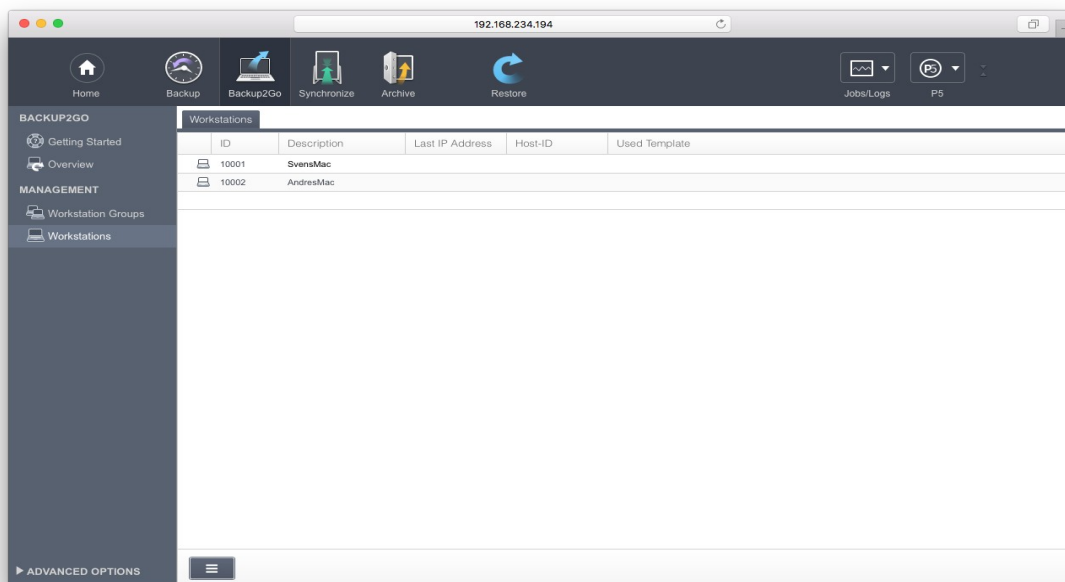 192.168.234.194
Home
Backup
Backup2Go
Synchronize
Archive
Restore
Jobs/Logs
P5
P5
BACKUP2GO
Getting Started
Overview
MANAGEMENT
Workstation Groups
Workstations
ADVANCED OPTIONS
Workstations
ID Description Last IP Address Host-ID Used Template
10001 SvensMac
10002 AndresMac